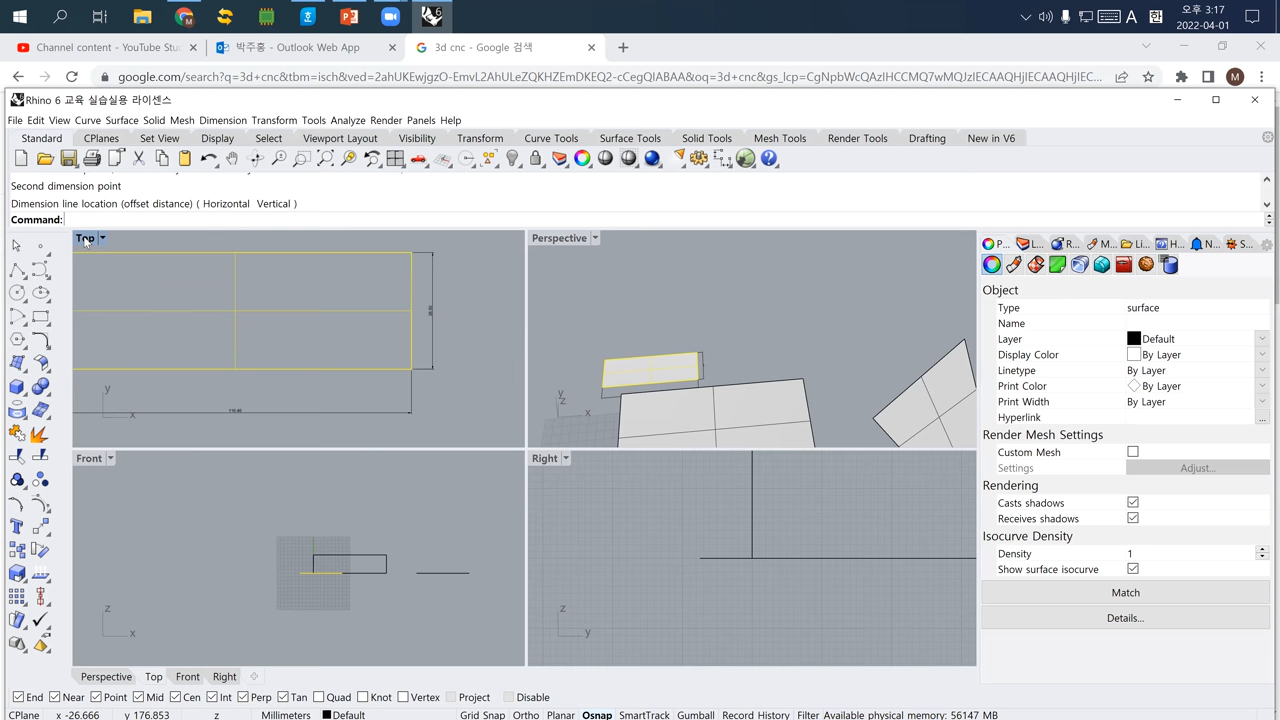 오후 3:17
A 한
2022-04-01
Channel content - YouTube Stu
박주홍 - Outlook Web App
3d cnc - Google 검색
google.com/search?q=3d+cnc&tbm=isch&ved=2ahUKEwjgzO-EmvL2AhULeZQKHZEmDKEQ2-cCegQIABAA&oq=3d+cnc&gs_lcp=CgNpbWcQAzIHCCMQ7wMQJzIECAAQHjIECAAQHjIEC...
M
Rhino 6 교육 실습실용 라이센스
File Edit View Curve Surface Solid Mesh Dimension Transform Tools Analyze Render Panels Help
Standard CPlanes Set View Display Select Viewport Layout Visibility Transform Curve Tools Surface Tools Solid Tools Mesh Tools Render Tools Drafting New in V6
Second dimension point
Dimension line location (offset distance) ( Horizontal Vertical )
Command:
Top
Perspective
P... L... R... M... Li... H... N... S...
Object
Type surface
Name
Layer Default
Display Color By Layer
Linetype By Layer
Print Color By Layer
Print Width By Layer
Hyperlink ...
Render Mesh Settings
Custom Mesh
Settings Adjust...
Rendering
Casts shadows
Receives shadows
Isocurve Density
Density 1
Show surface isocurve
Match
Details...
y
x
y
z
x
Front
Right
z
x
z
y
Perspective Top Front Right
End Near Point Mid Cen Int Perp Tan Quad Knot Vertex Project Disable
CPlane x -26.666 y 176.853 z Millimeters Default Grid Snap Ortho Planar Osnap SmartTrack Gumball Record History Filter Available physical memory: 56147 MB